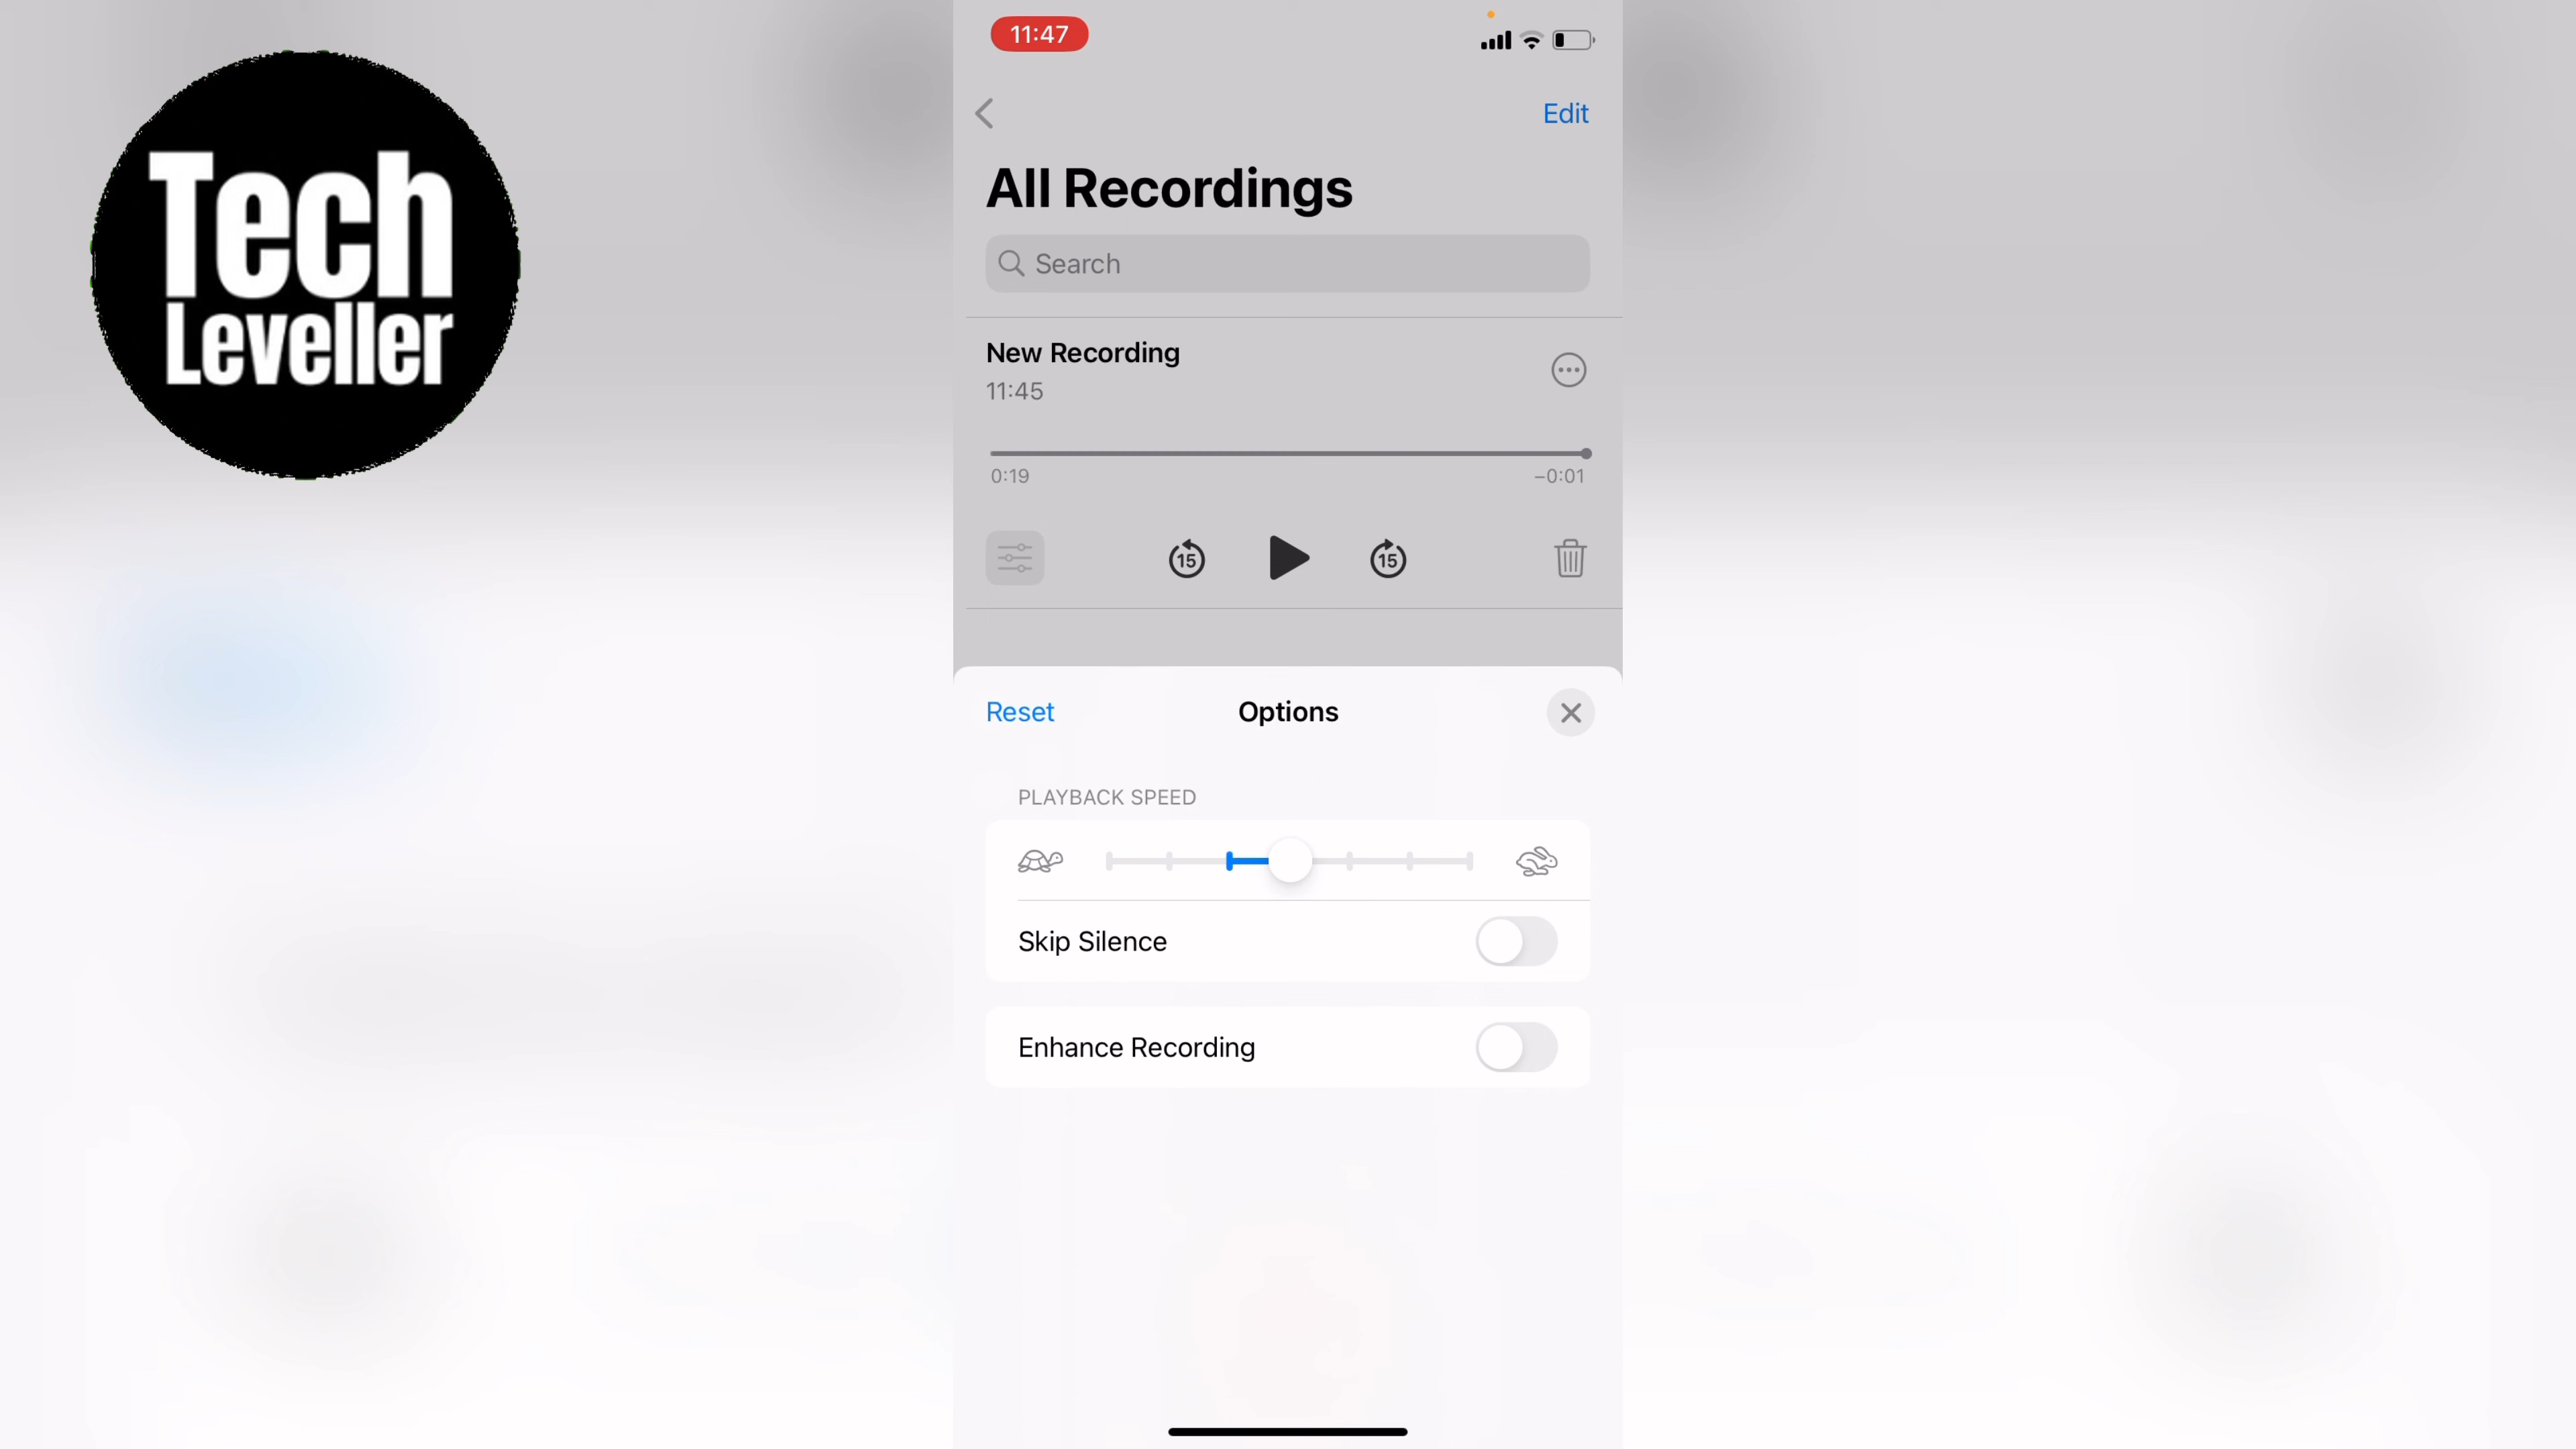 Tech
Leveller
11:47
Edit
All Recordings
Search
New Recording
11:45
0:19
−0:01
15
15
Reset
Options
PLAYBACK SPEED
Skip Silence
Enhance Recording